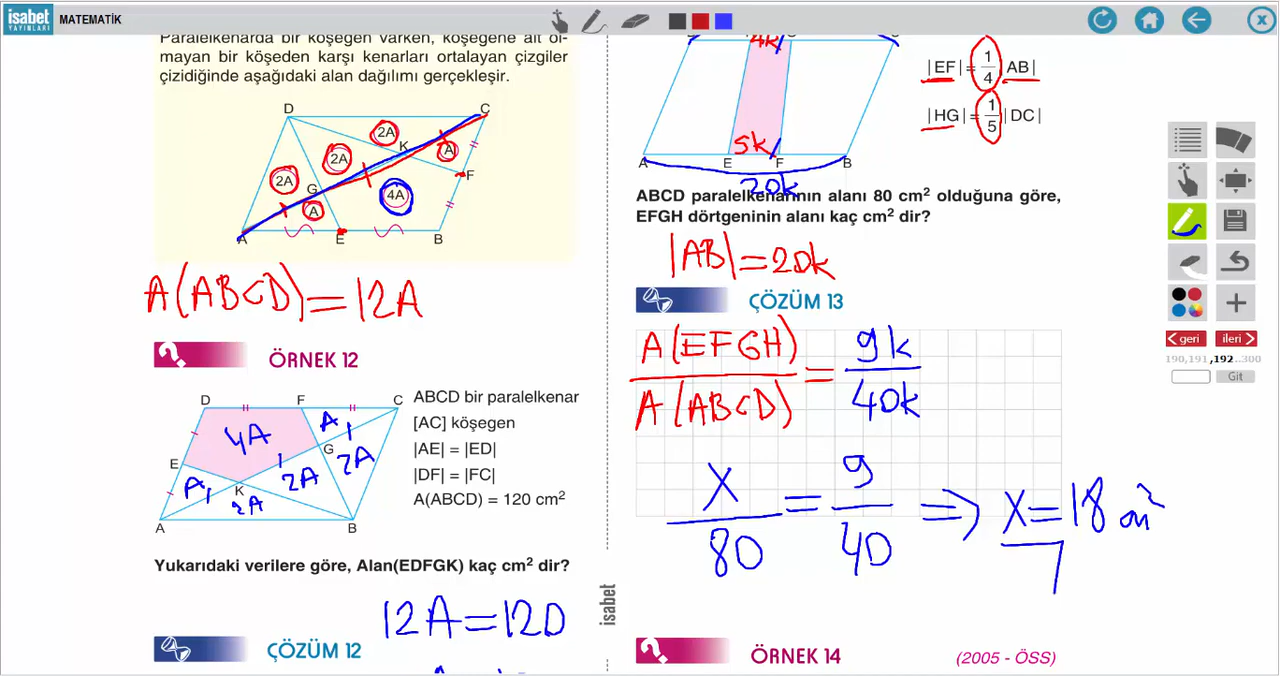 isabet
YAYINLARI
MATEMATİK
Paralelkenarda bir köşegen varken, köşegene ait ol-
mayan bir köşeden karşı kenarları ortalayan çizgiler
çizidiğinde aşağıdaki alan dağılımı gerçekleşir.
D C
2A
2A K A
2A G F
A 4A
A E B
A(ABCD)=12A
ÖRNEK 12
D F C
4A A
E G 2A
A K 2A
2A
A B
ABCD bir paralelkenar
[AC] köşegen
|AE| = |ED|
|DF| = |FC|
A(ABCD) = 120 cm²
Yukarıdaki verilere göre, Alan(EDFGK) kaç cm² dir?
12A=120
ÇÖZÜM 12
isabet
4k
5k
A E F B
20k
|EF| = 1/4 |AB|
|HG| = 1/5 |DC|
ABCD paralelkenarının alanı 80 cm² olduğuna göre,
EFGH dörtgeninin alanı kaç cm² dir?
|AB|=20k
ÇÖZÜM 13
A(EFGH)/A(ABCD) = 9k/40k
x/80 = 9/40 => x=18 cm²
ÖRNEK 14 (2005 - ÖSS)
geri ileri
190,191,192..300
Git